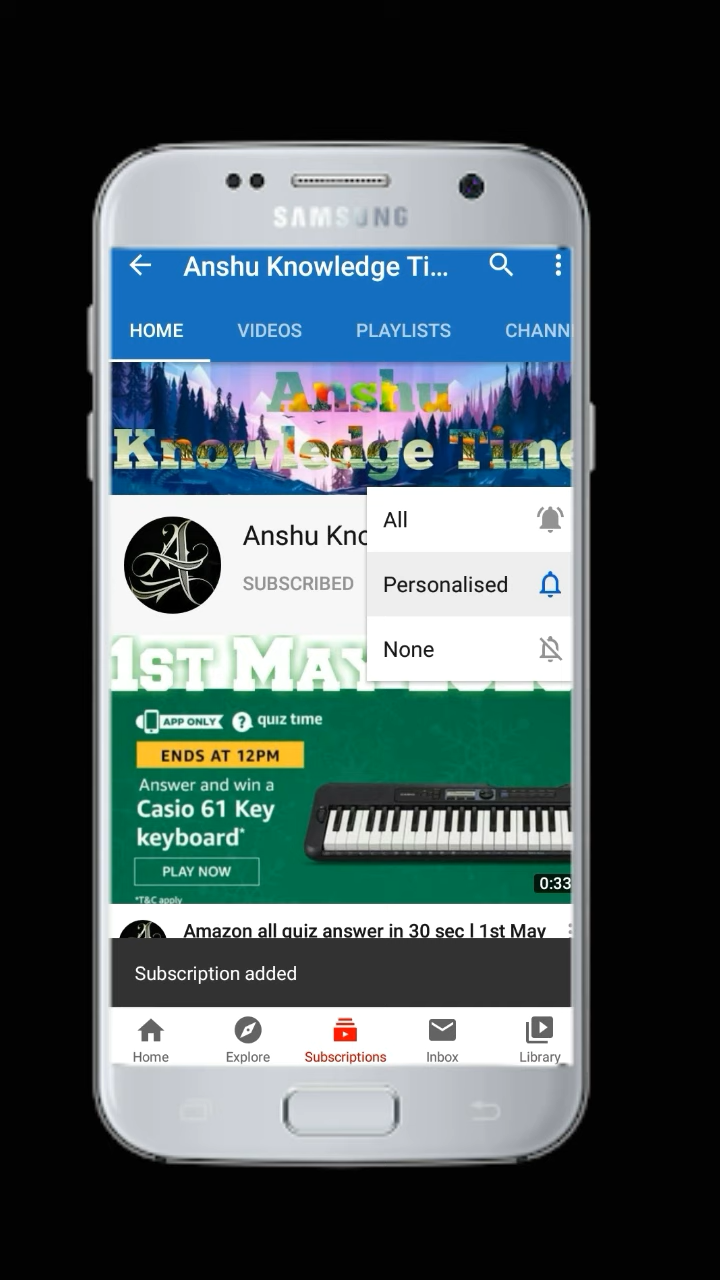 SAMSUNG
Anshu Knowledge Ti...
HOME VIDEOS PLAYLISTS CHANN
Anshu
Knowledge Time
Anshu Kno
SUBSCRIBED
All
Personalised
None
1ST MAY
APP ONLY ? quiz time
ENDS AT 12PM
Answer and win a
Casio 61 Key
keyboard*
PLAY NOW
*T&C apply
0:33
Amazon all quiz answer in 30 sec | 1st May
Subscription added
Home Explore Subscriptions Inbox Library